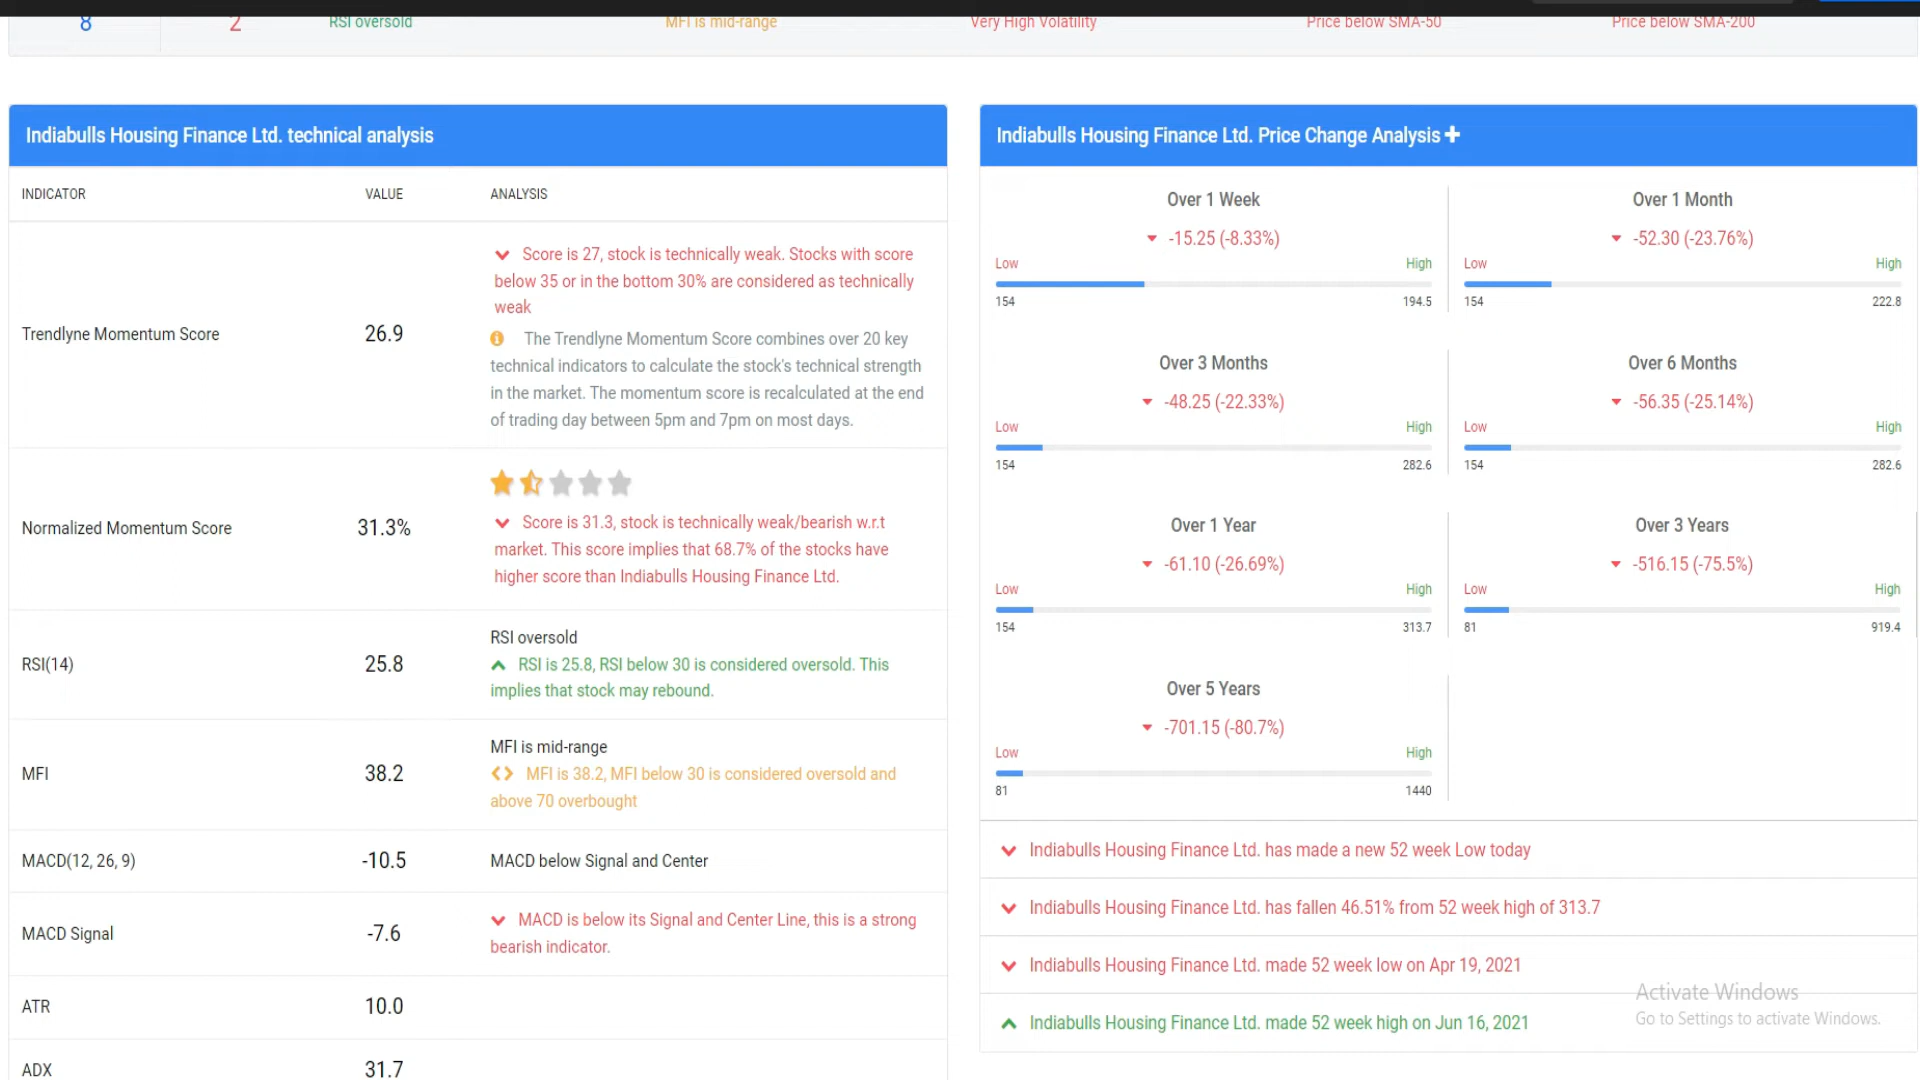 8 2 RSI oversold MFI is mid-range Very High Volatility Price below SMA-50 Price below SMA-200
Indiabulls Housing Finance Ltd. technical analysis
INDICATOR VALUE ANALYSIS
Trendlyne Momentum Score 26.9
Score is 27, stock is technically weak. Stocks with score
below 35 or in the bottom 30% are considered as technically
weak
The Trendlyne Momentum Score combines over 20 key
technical indicators to calculate the stock's technical strength
in the market. The momentum score is recalculated at the end
of trading day between 5pm and 7pm on most days.
Normalized Momentum Score 31.3%
Score is 31.3, stock is technically weak/bearish w.r.t
market. This score implies that 68.7% of the stocks have
higher score than Indiabulls Housing Finance Ltd.
RSI(14) 25.8
RSI oversold
RSI is 25.8, RSI below 30 is considered oversold. This
implies that stock may rebound.
MFI 38.2
MFI is mid-range
MFI is 38.2, MFI below 30 is considered oversold and
above 70 overbought
MACD(12, 26, 9) -10.5 MACD below Signal and Center
MACD Signal -7.6
MACD is below its Signal and Center Line, this is a strong
bearish indicator.
ATR 10.0
ADX 31.7
Indiabulls Housing Finance Ltd. Price Change Analysis
Over 1 Week
-15.25 (-8.33%)
Low High
154 194.5
Over 1 Month
-52.30 (-23.76%)
Low High
154 222.8
Over 3 Months
-48.25 (-22.33%)
Low High
154 282.6
Over 6 Months
-56.35 (-25.14%)
Low High
154 282.6
Over 1 Year
-61.10 (-26.69%)
Low High
154 313.7
Over 3 Years
-516.15 (-75.5%)
Low High
81 919.4
Over 5 Years
-701.15 (-80.7%)
Low High
81 1440
Indiabulls Housing Finance Ltd. has made a new 52 week Low today
Indiabulls Housing Finance Ltd. has fallen 46.51% from 52 week high of 313.7
Indiabulls Housing Finance Ltd. made 52 week low on Apr 19, 2021
Indiabulls Housing Finance Ltd. made 52 week high on Jun 16, 2021
Activate Windows
Go to Settings to activate Windows.